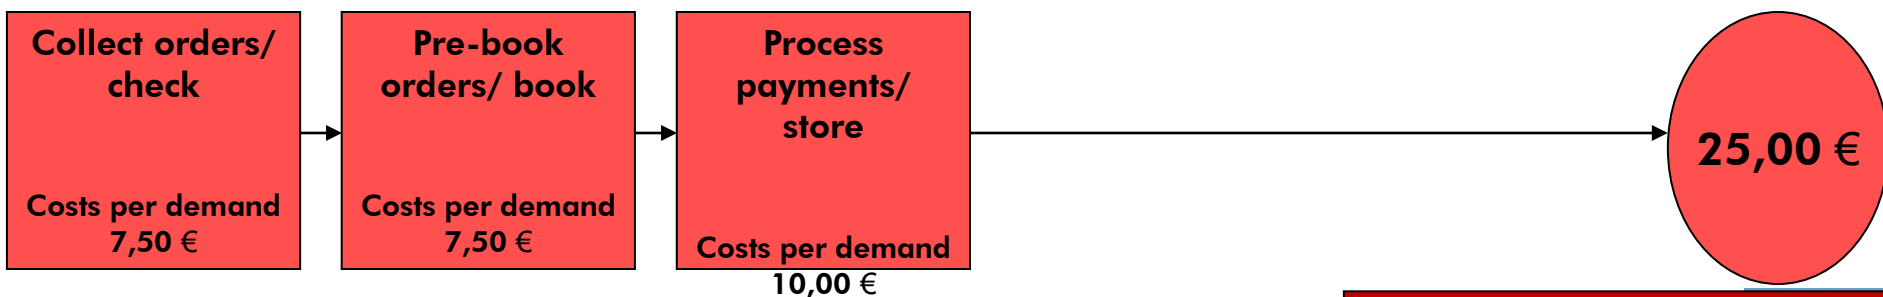 Collect orders/
check
Costs per demand
7,50 €
Pre-book
orders/ book
Costs per demand
7,50 €
Process
payments/
store
Costs per demand
10,00 €
25,00 €